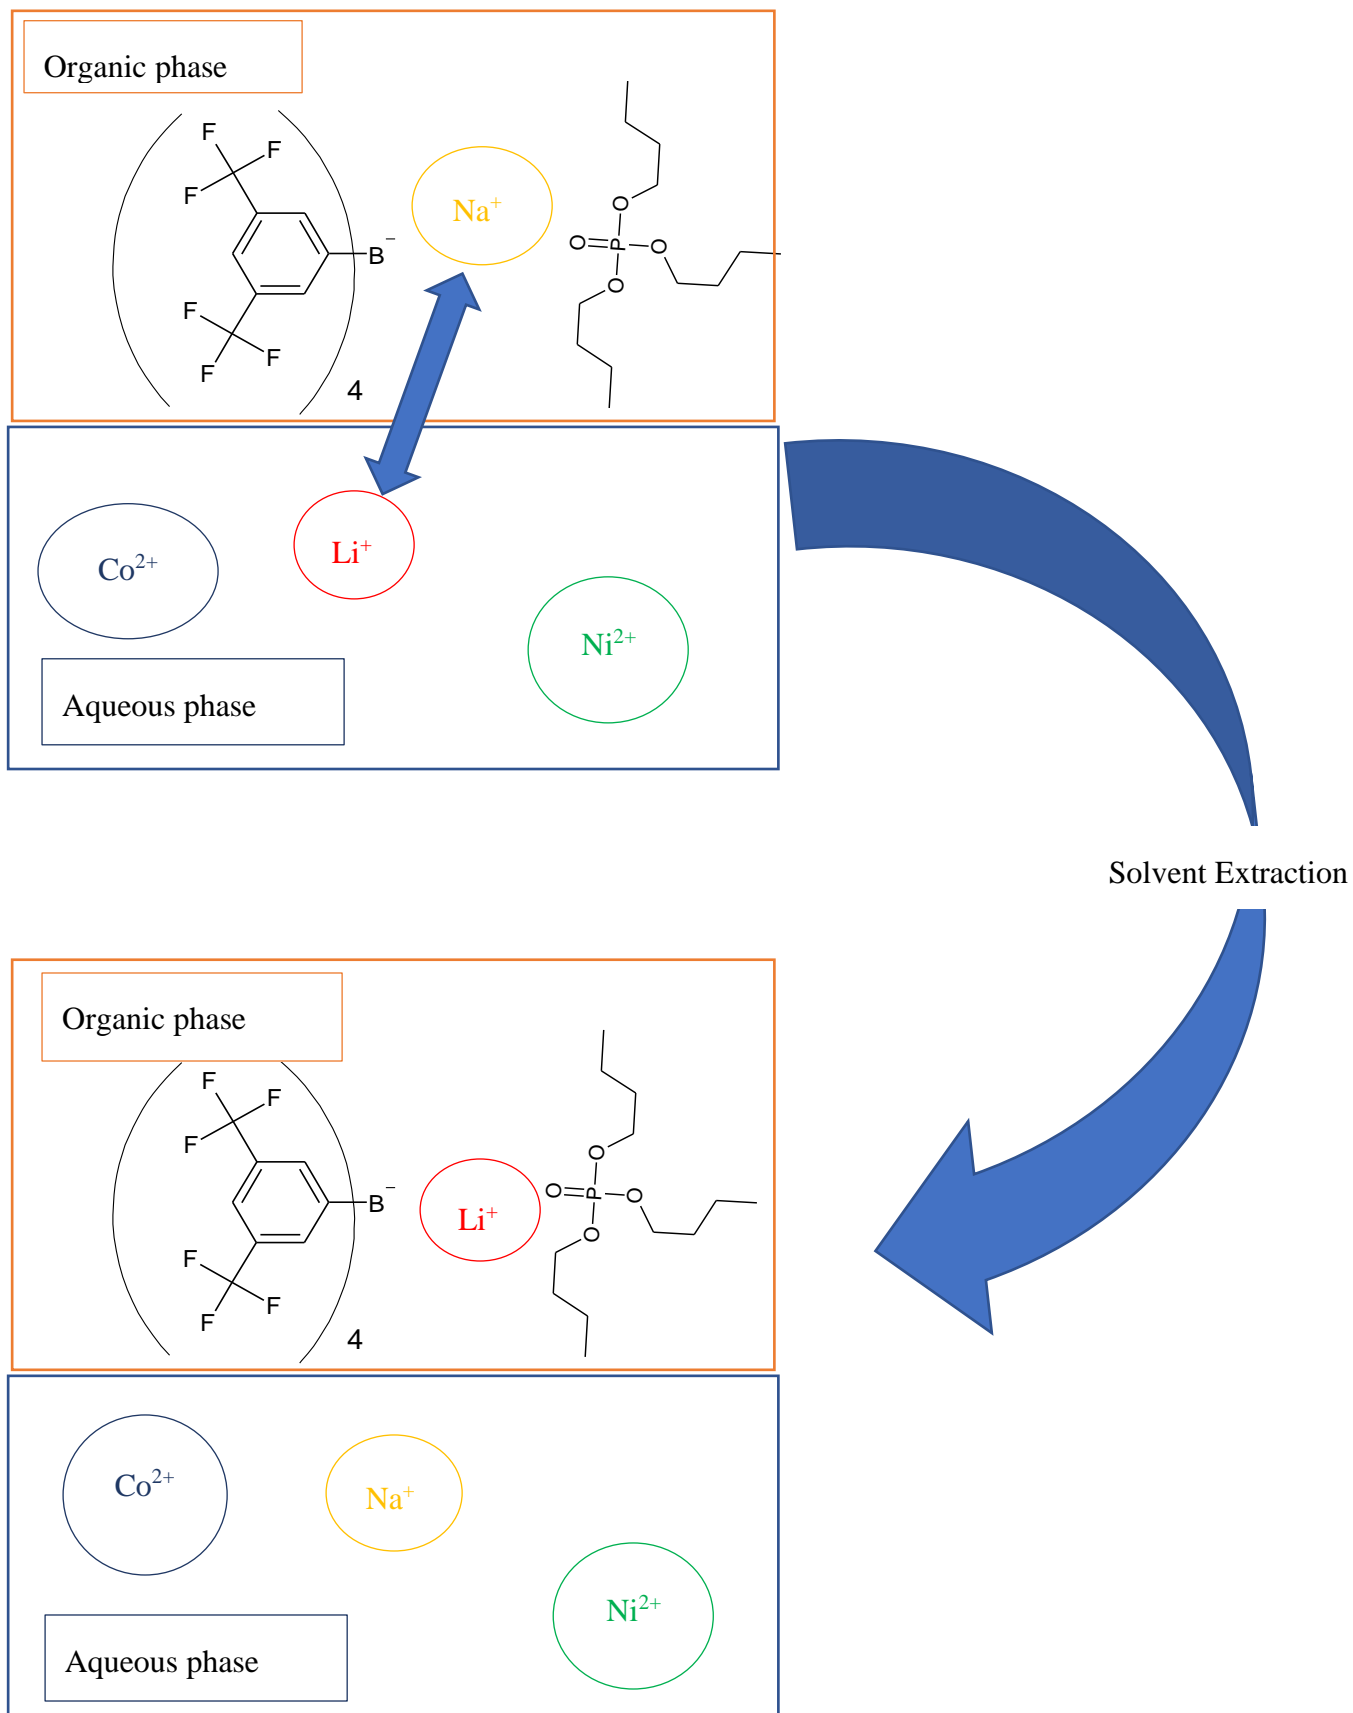 Organic phase
F
F
F
F
F
F
B⁻
4
Na⁺
O
O=P-O
O
Co²⁺
Li⁺
Ni²⁺
Aqueous phase
Solvent Extraction
Organic phase
F
F
F
F
F
F
B⁻
4
Li⁺
O
O=P-O
O
Co²⁺
Na⁺
Ni²⁺
Aqueous phase